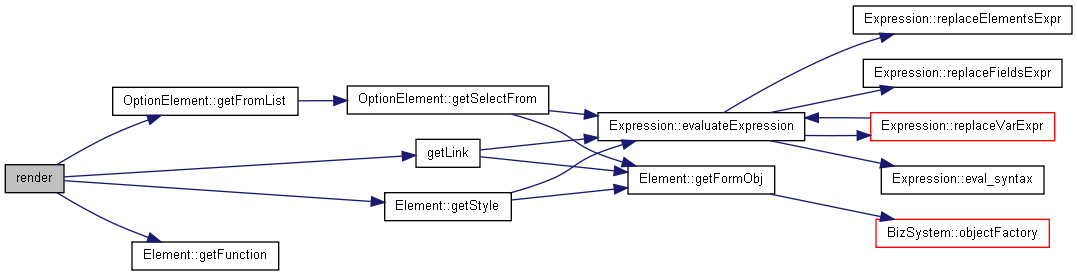 render
OptionElement::getFromList
getLink
Element::getStyle
Element::getFunction
OptionElement::getSelectFrom
Expression::evaluateExpression
Element::getFormObj
Expression::replaceElementsExpr
Expression::replaceFieldsExpr
Expression::replaceVarExpr
Expression::eval_syntax
BizSystem::objectFactory